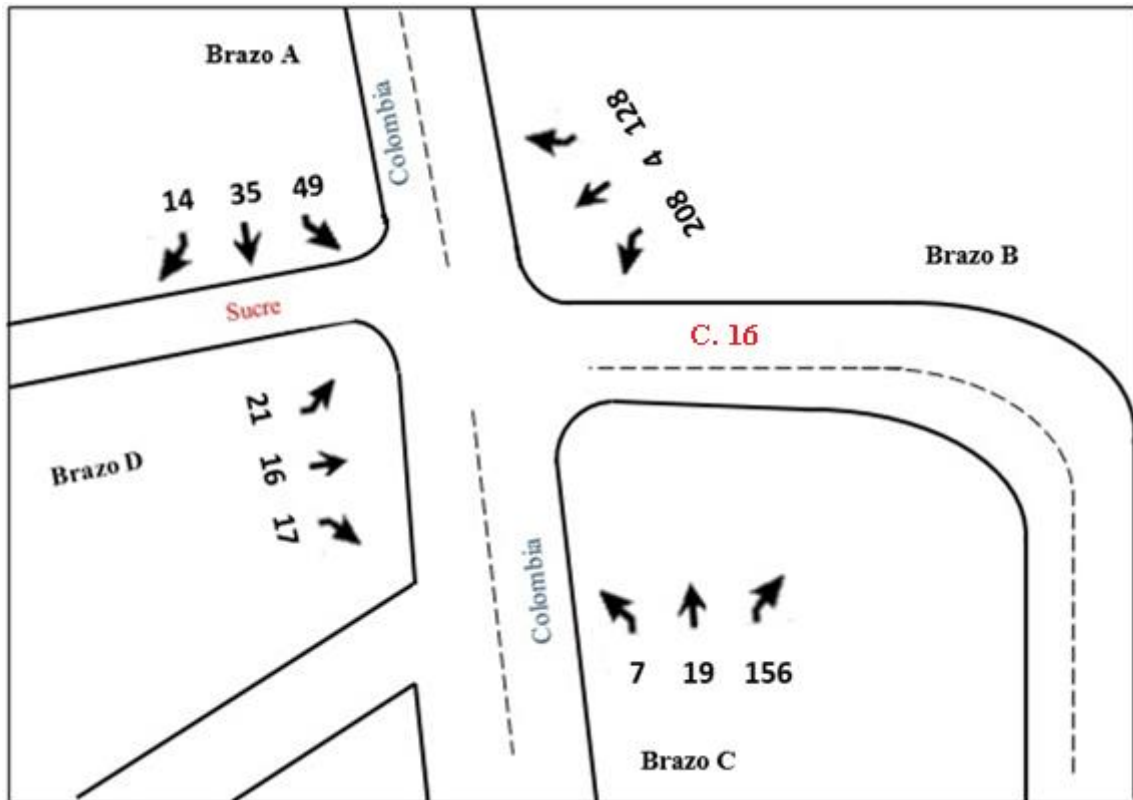 Brazo A
Colombia
14 35 49
128
4
208
Brazo B
Sucre
C. 16
21
16
17
Brazo D
Colombia
7 19 156
Brazo C